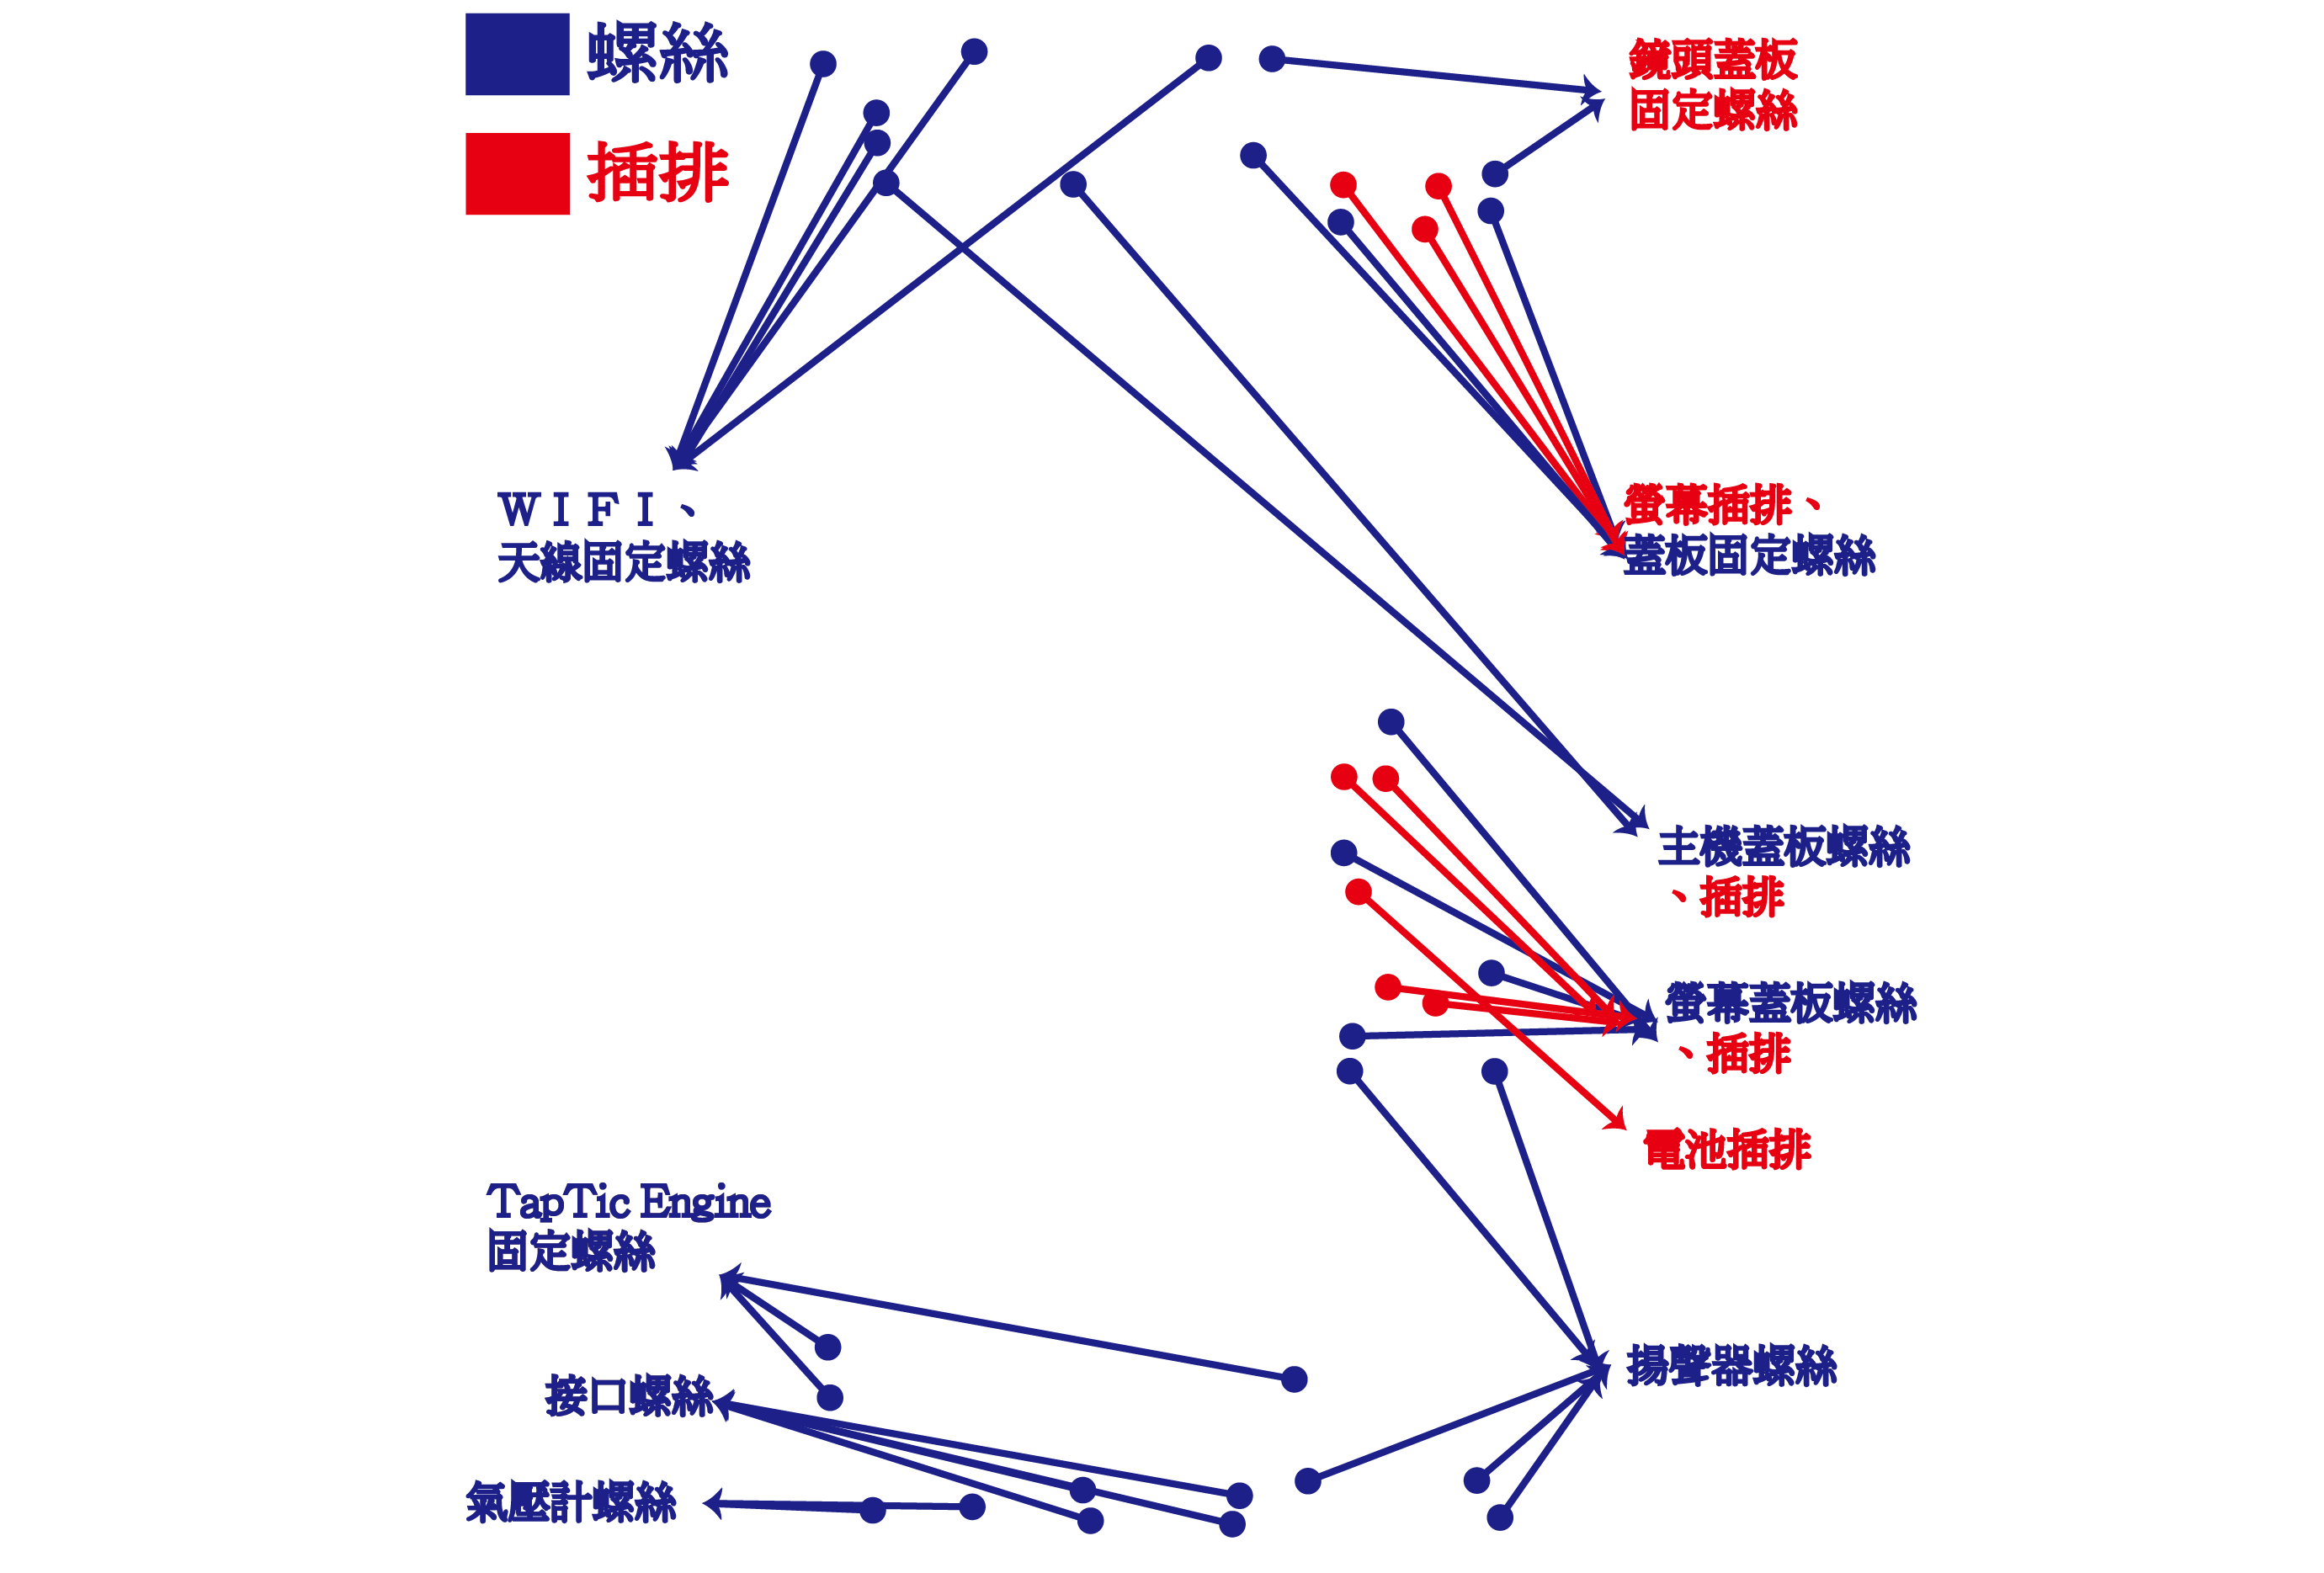 螺絲
插排
鏡頭蓋板
固定螺絲
WIFI、
天線固定螺絲
螢幕插排、
蓋板固定螺絲
主機蓋板螺絲
、插排
螢幕蓋板螺絲
、插排
電池插排
TapTic Engine
固定螺絲
接口螺絲
揚聲器螺絲
氣壓計螺絲